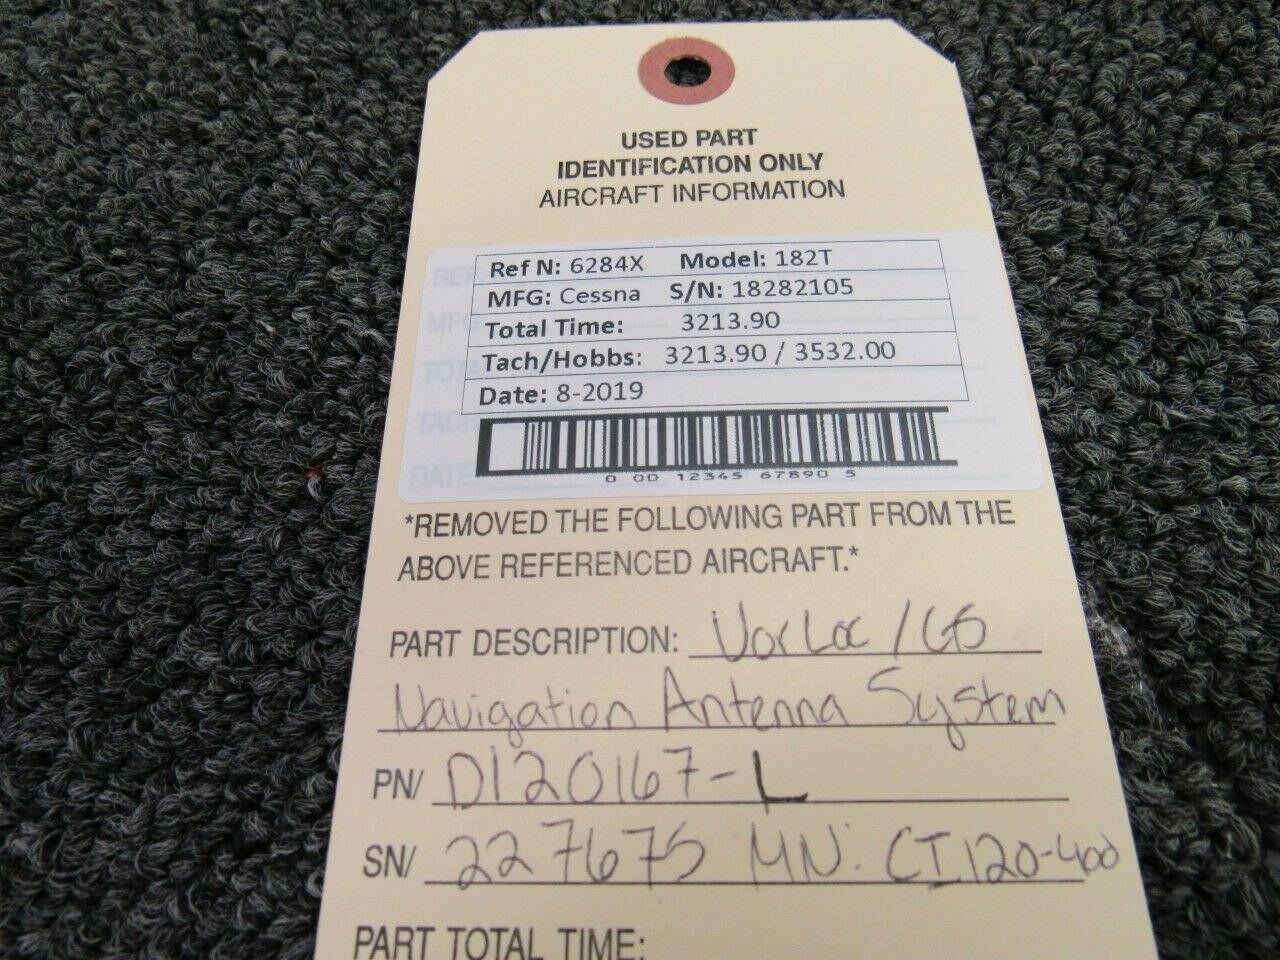 USED PART
IDENTIFICATION ONLY
AIRCRAFT INFORMATION
Ref N: 6284X Model: 182T
MFG: Cessna S/N: 18282105
Total Time: 3213.90
Tach/Hobbs: 3213.90 / 3532.00
Date: 8-2019
0 00 12345 67890 5
*REMOVED THE FOLLOWING PART FROM THE
ABOVE REFERENCED AIRCRAFT.*
PART DESCRIPTION: Vor Loc / GS
Navigation Antenna System
PN/ D120167-L
SN/ 227675 MN: CI120-400
PART TOTAL TIME: